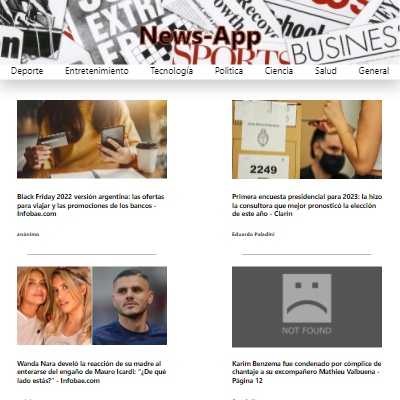 EXTRA
SPORTS
BUSINESS
News-App
Deporte Entretenimiento Tecnología Politica Ciencia Salud General
2249
Black Friday 2022 versión argentina: las ofertas
para viajar y las promociones de los bancos -
Infobae.com
anónimo
Primera encuesta presidencial para 2023: la hizo
la consultora que mejor pronosticó la elección
de este año - Clarín
Eduardo Paladini
NOT FOUND
Wanda Nara develó la reacción de su madre al
enterarse del engaño de Mauro Icardi: "¿De qué
lado estás?" - Infobae.com
Karim Benzema fue condenado por cómplice de
chantaje a su excompañero Mathieu Valbuena -
Página 12